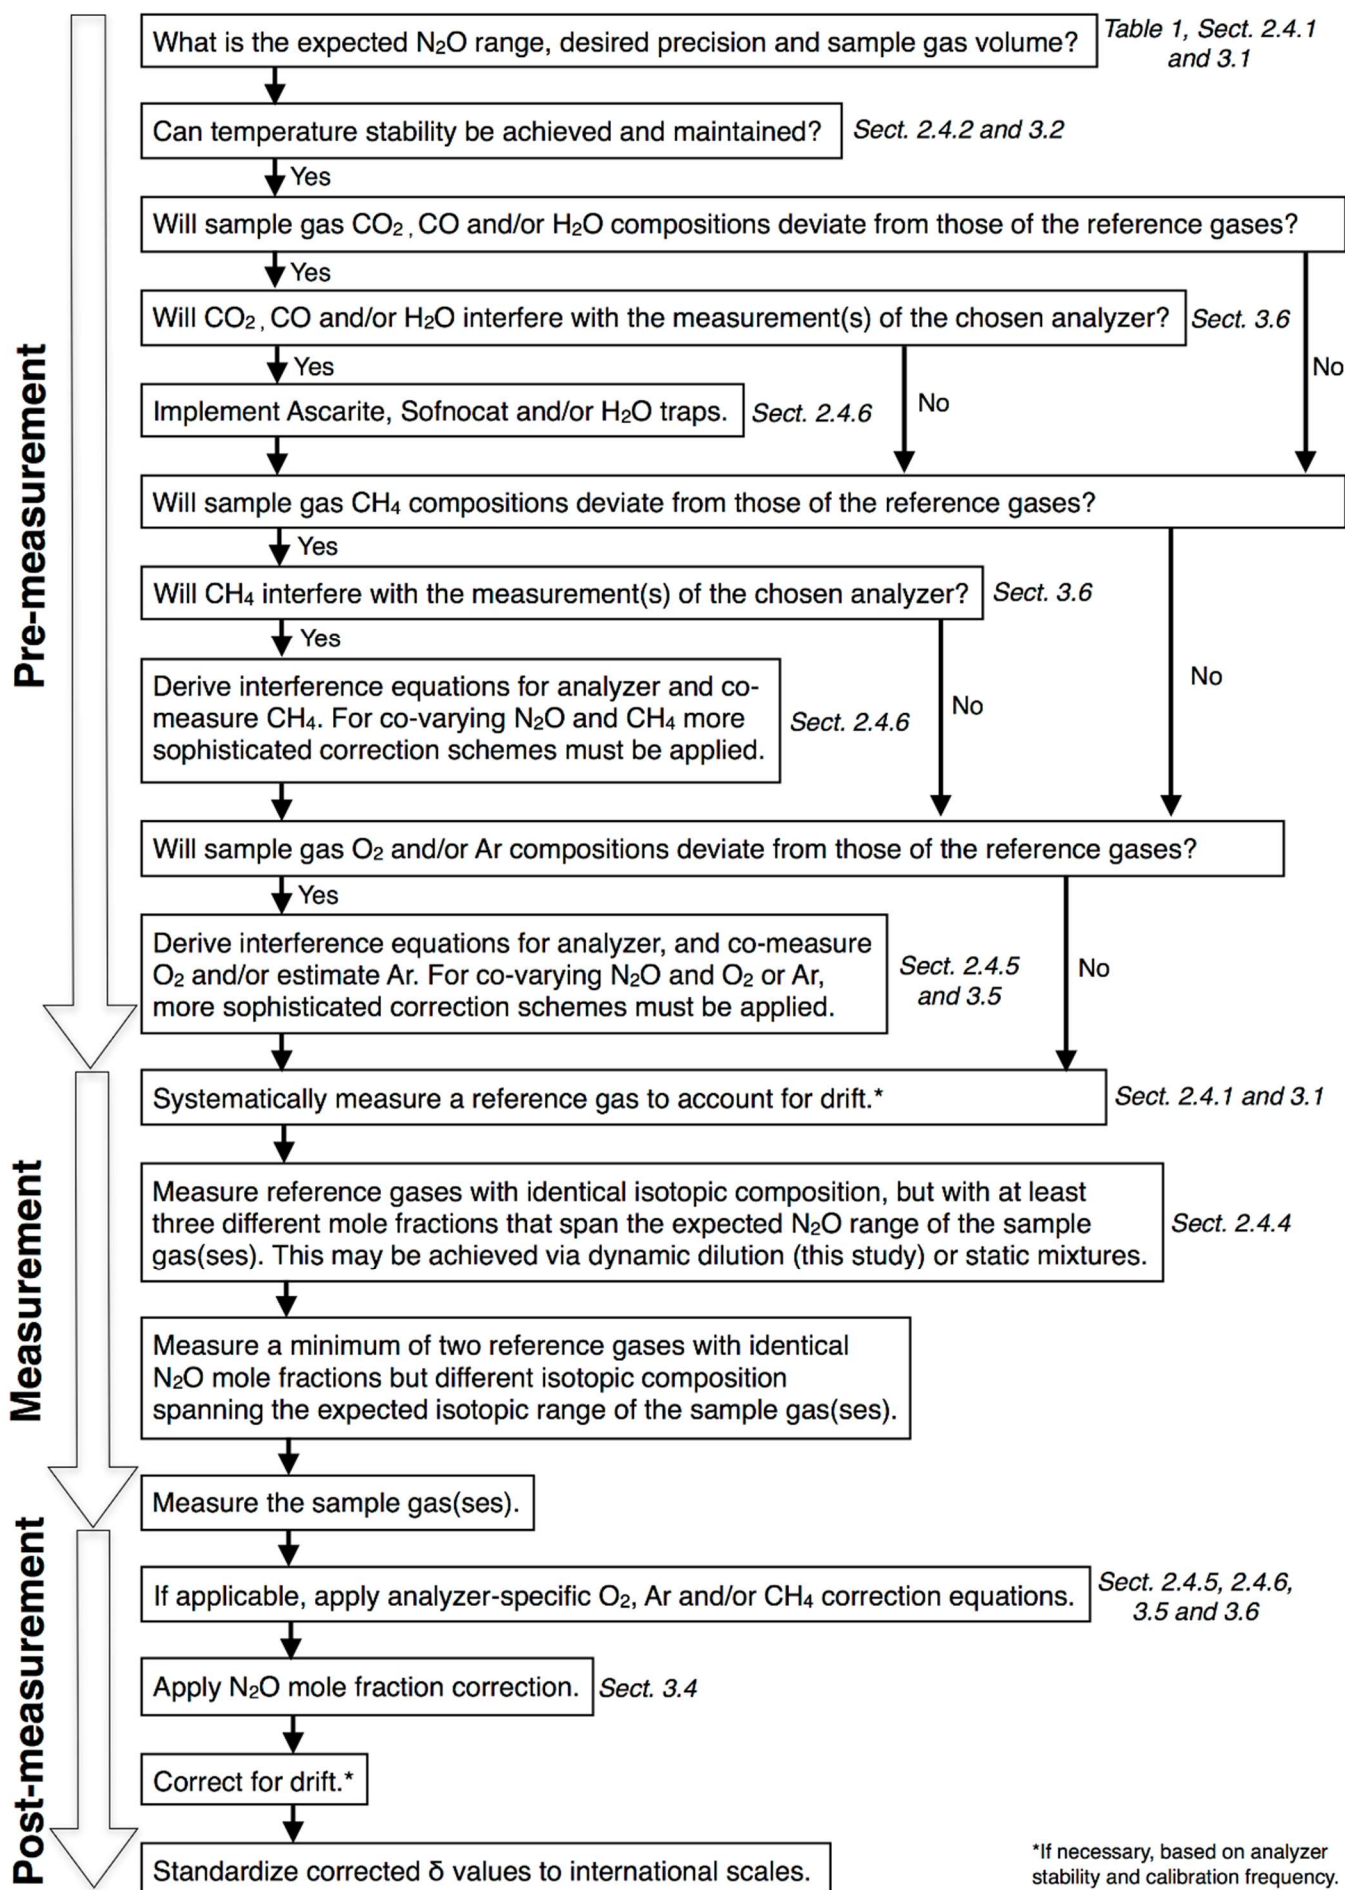 What is the expected N₂O range, desired precision and sample gas volume?
Table 1, Sect. 2.4.1
and 3.1
Can temperature stability be achieved and maintained?
Sect. 2.4.2 and 3.2
Yes
Will sample gas CO₂ , CO and/or H₂O compositions deviate from those of the reference gases?
Yes
Will CO₂ , CO and/or H₂O interfere with the measurement(s) of the chosen analyzer?
Sect. 3.6
Yes
No
No
Implement Ascarite, Sofnocat and/or H₂O traps.
Sect. 2.4.6
Will sample gas CH₄ compositions deviate from those of the reference gases?
Yes
Will CH₄ interfere with the measurement(s) of the chosen analyzer?
Sect. 3.6
Yes
No
No
Derive interference equations for analyzer and co-
measure CH₄. For co-varying N₂O and CH₄ more
sophisticated correction schemes must be applied.
Sect. 2.4.6
Will sample gas O₂ and/or Ar compositions deviate from those of the reference gases?
Yes
No
Derive interference equations for analyzer, and co-measure
O₂ and/or estimate Ar. For co-varying N₂O and O₂ or Ar,
more sophisticated correction schemes must be applied.
Sect. 2.4.5
and 3.5
Pre-measurement
Systematically measure a reference gas to account for drift.*
Sect. 2.4.1 and 3.1
Measure reference gases with identical isotopic composition, but with at least
three different mole fractions that span the expected N₂O range of the sample
gas(ses). This may be achieved via dynamic dilution (this study) or static mixtures.
Sect. 2.4.4
Measure a minimum of two reference gases with identical
N₂O mole fractions but different isotopic composition
spanning the expected isotopic range of the sample gas(ses).
Measure the sample gas(ses).
Measurement
If applicable, apply analyzer-specific O₂, Ar and/or CH₄ correction equations.
Sect. 2.4.5, 2.4.6,
3.5 and 3.6
Apply N₂O mole fraction correction.
Sect. 3.4
Correct for drift.*
Standardize corrected δ values to international scales.
Post-measurement
*If necessary, based on analyzer
stability and calibration frequency.